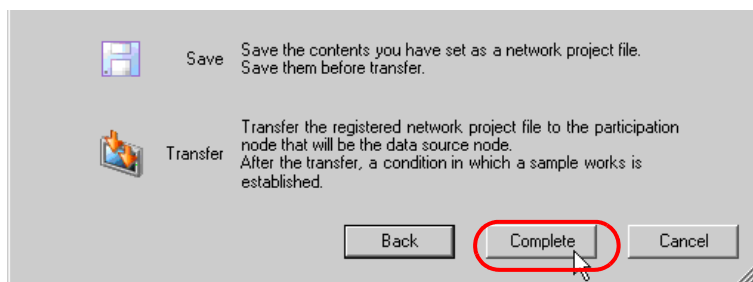 Save
Save the contents you have set as a network project file.
Save them before transfer.
Transfer
Transfer the registered network project file to the participation
node that will be the data source node.
After the transfer, a condition in which a sample works is
established.
Back
Complete
Cancel